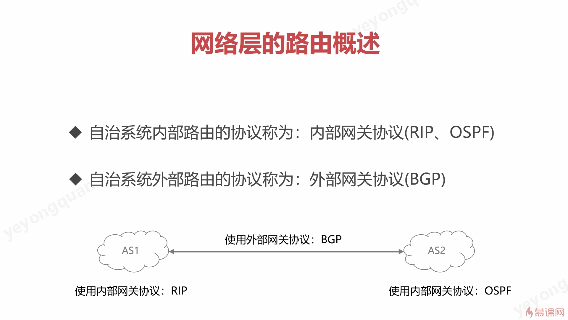 网络层的路由概述
◆ 自治系统内部路由的协议称为：内部网关协议(RIP、OSPF)
◆ 自治系统外部路由的协议称为：外部网关协议(BGP)
使用外部网关协议：BGP
AS1
AS2
使用内部网关协议：RIP
使用内部网关协议：OSPF
慕课网